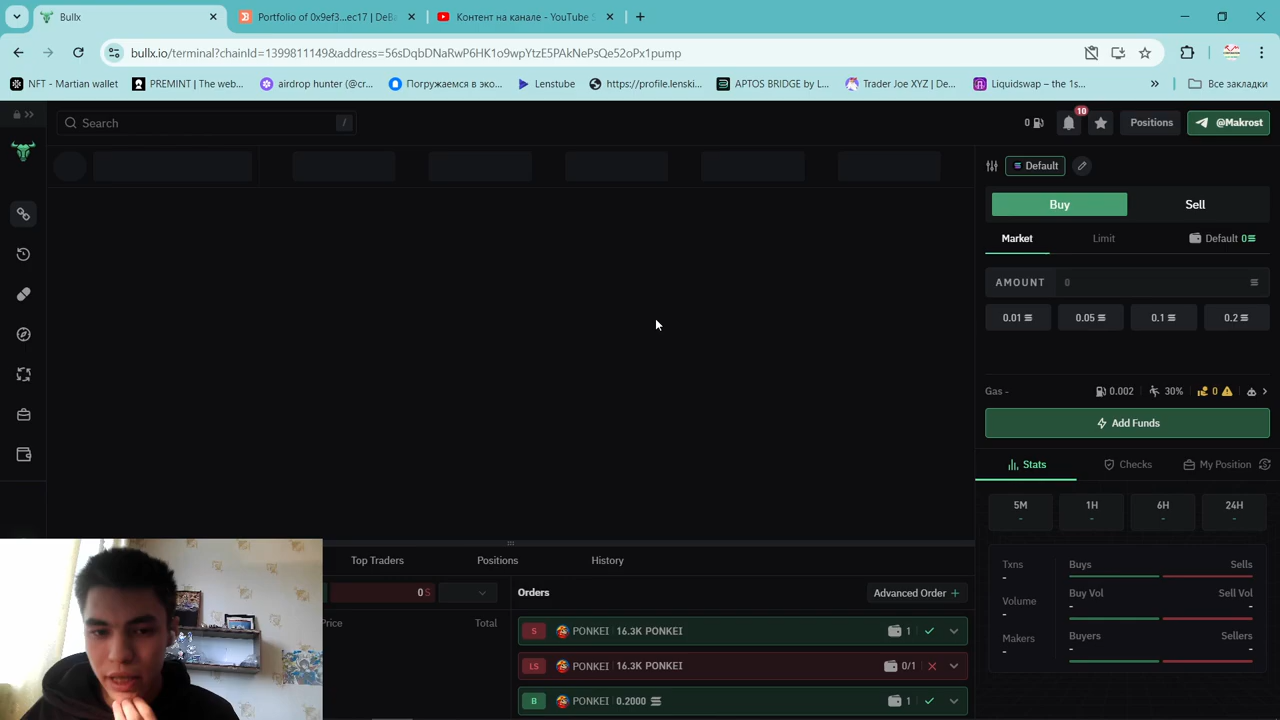 Bullx
Portfolio of 0x9ef3...ec17 | DeBa
Контент на канале - YouTube S
bullx.io/terminal?chainId=1399811149&address=56sDqbDNaRwP6HK1o9wpYtzE5PAkNePsQe52oPx1pump
NFT - Martian wallet
PREMINT | The web...
airdrop hunter (@cr...
Погружаемся в эко...
Lenstube
https://profile.lenski...
APTOS BRIDGE by L...
Trader Joe XYZ | De...
Liquidswap – the 1s...
Все закладки
Search
/
0
10
Positions
@Makrost
Default
Buy
Sell
Market
Limit
Default 0
AMOUNT 0
0.01
0.05
0.1
0.2
Gas -
0.002
30%
0
Add Funds
Stats
Checks
My Position
5M
-
1H
-
6H
-
24H
-
Txns
-
Volume
-
Makers
-
Buys Sells
Buy Vol Sell Vol
- -
Buyers Sellers
- -
Top Traders
Positions
History
0 S
Price
Total
Orders
Advanced Order +
S PONKEI 16.3K PONKEI 1
LS PONKEI 16.3K PONKEI 0/1
B PONKEI 0.2000 1